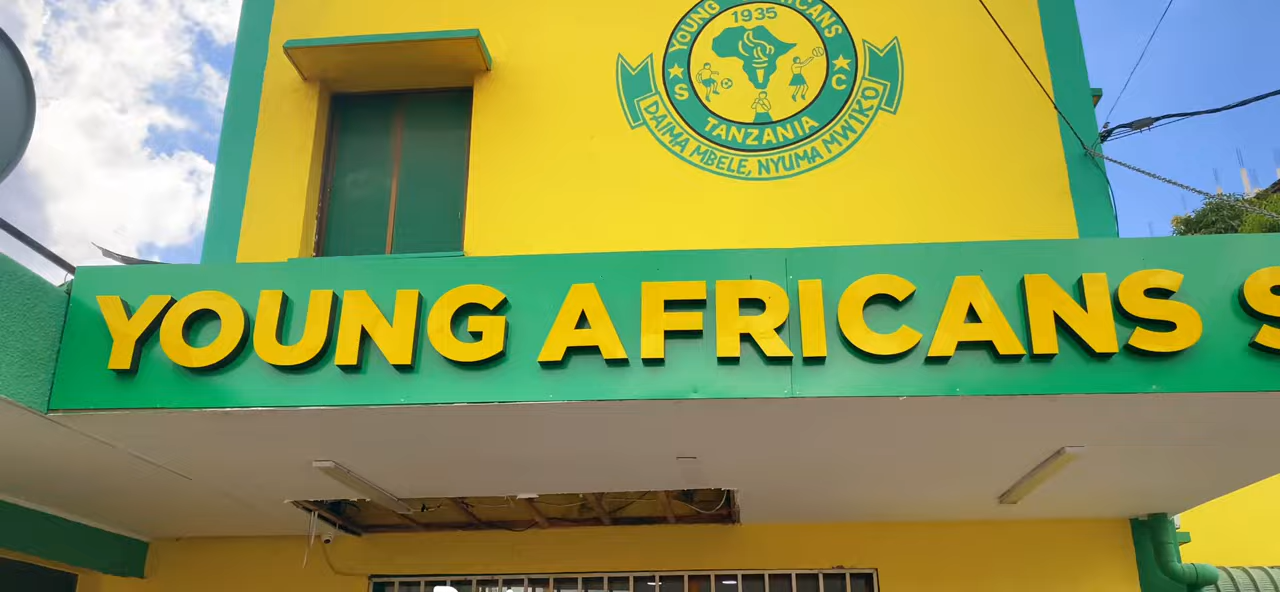 YOUNG AFRICANS
1935
S C
TANZANIA
DAIMA MBELE, NYUMA MWIKO
YOUNG AFRICANS S